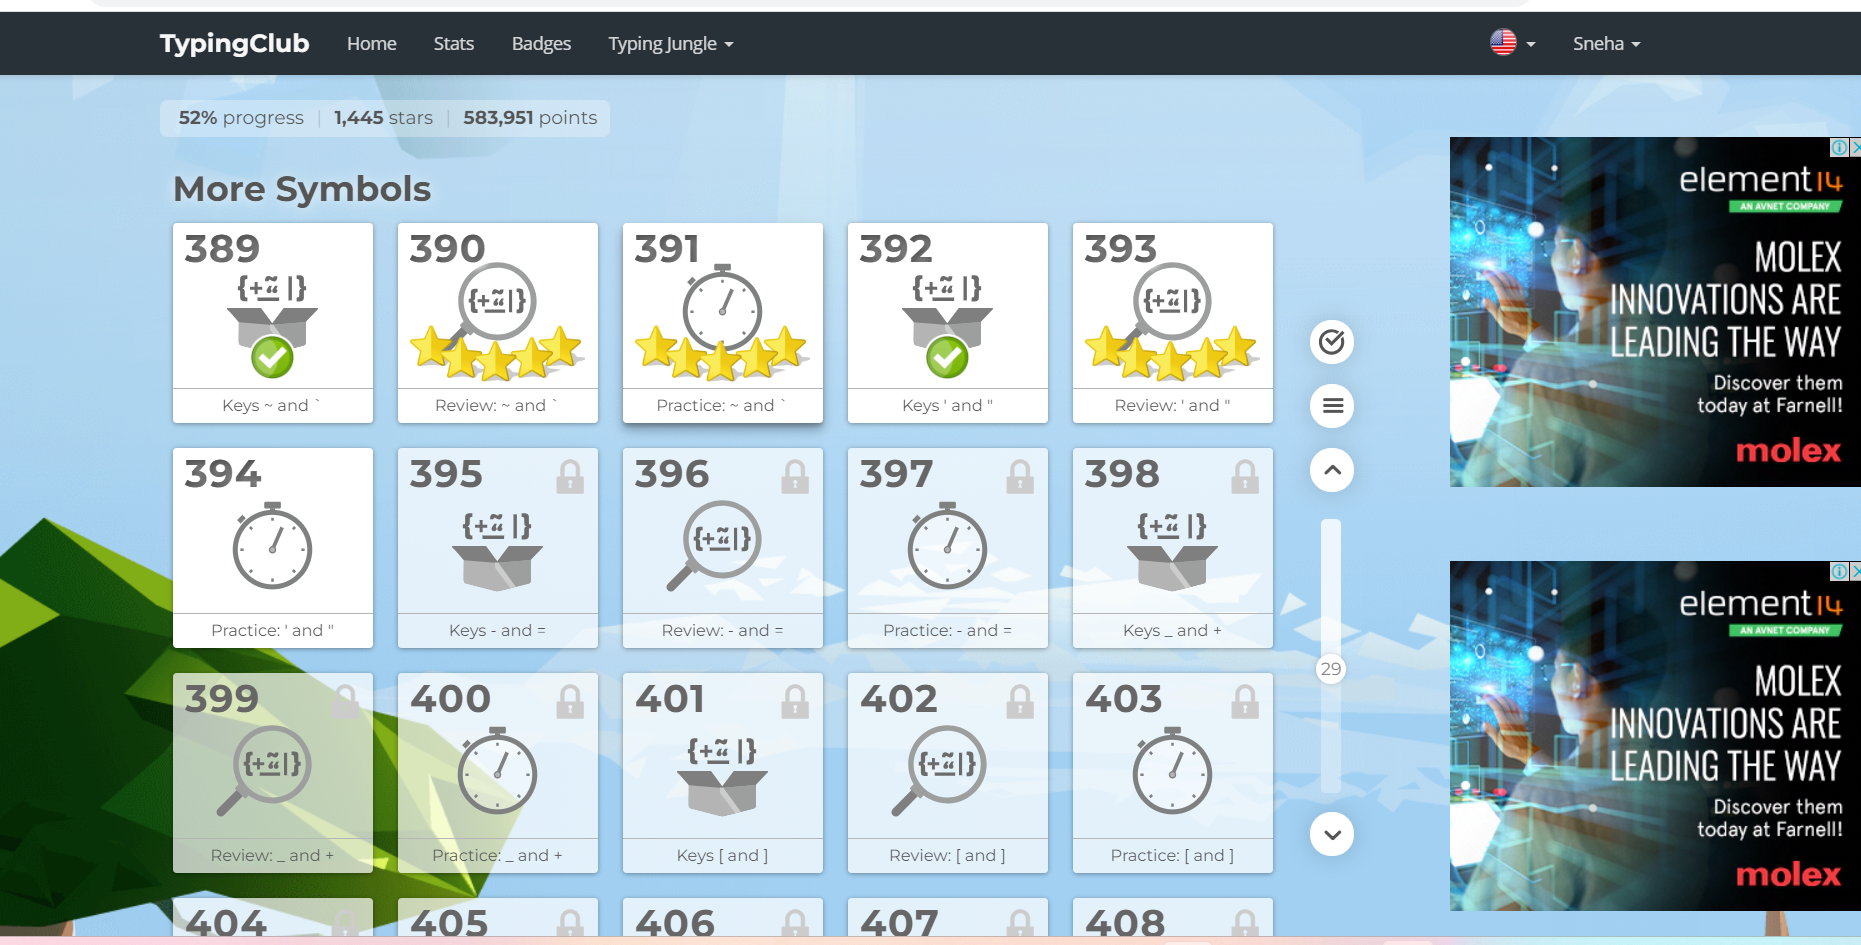 TypingClub Home Stats Badges Typing Jungle Sneha
52% progress | 1,445 stars | 583,951 points
More Symbols
389 390 391 392 393
{+_~" |} {+_~"|} {+_~" |} {+_~"|}
Keys ~ and ` Review: ~ and ` Practice: ~ and ` Keys ' and " Review: ' and "
394 395 396 397 398
{+_~" |} {+_~"|} {+_~" |}
Practice: ' and " Keys - and = Review: - and = Practice: - and = Keys _ and +
29
399 400 401 402 403
{+_~"|} {+_~" |} {+_~"|}
Review: _ and + Practice: _ and + Keys [ and ] Review: [ and ] Practice: [ and ]
404 405 406 407 408
element14
AN AVNET COMPANY
MOLEX
INNOVATIONS ARE
LEADING THE WAY
Discover them
today at Farnell!
molex
element14
AN AVNET COMPANY
MOLEX
INNOVATIONS ARE
LEADING THE WAY
Discover them
today at Farnell!
molex